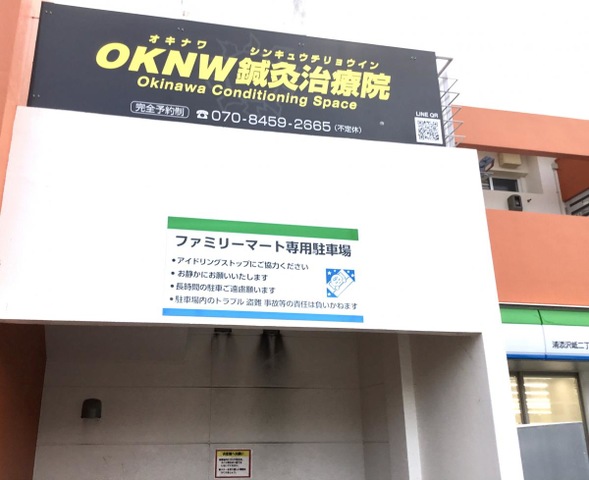 オキナワ シンキュウチリョウイン
OKNW鍼灸治療院
Okinawa Conditioning Space
完全予約制 ☎070-8459-2665(不定休)
LINE QR
ファミリーマート専用駐車場
•アイドリングストップにご協力ください
•お静かにお願いいたします
•長時間の駐車ご遠慮願います
•駐車場内のトラブル 盗難 事故等の責任は負いかねます